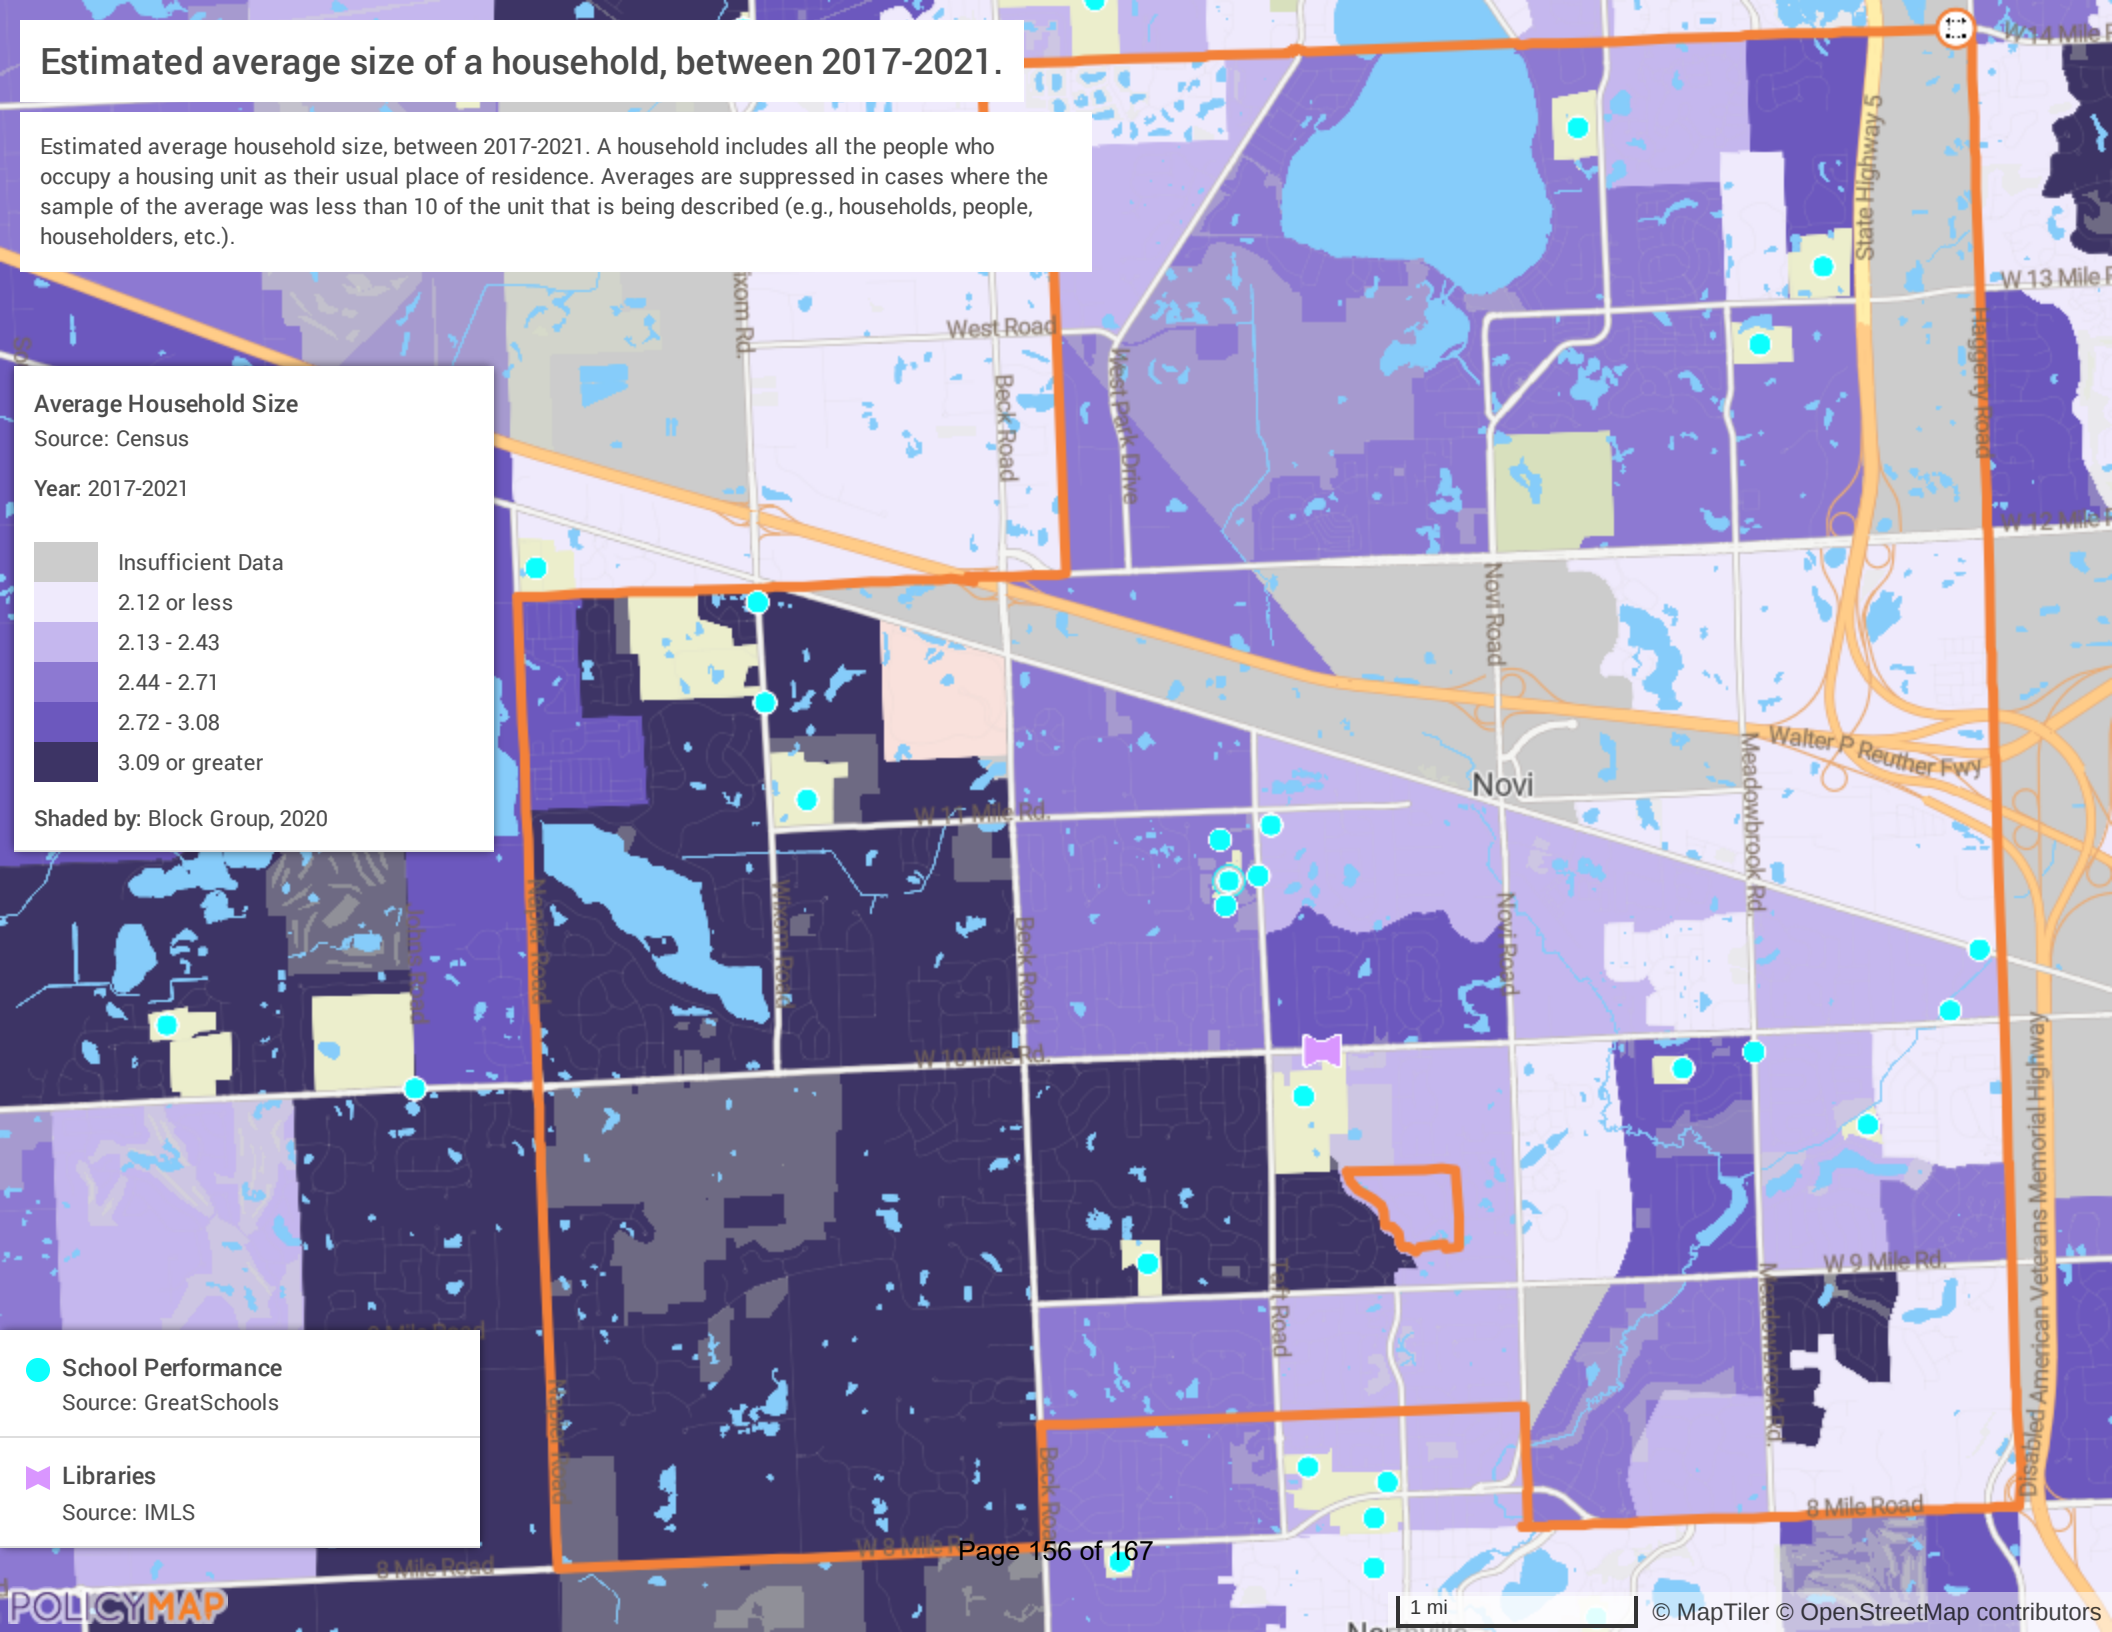 Estimated average size of a household, between 2017-2021.
Estimated average household size, between 2017-2021. A household includes all the people who
occupy a housing unit as their usual place of residence. Averages are suppressed in cases where the
sample of the average was less than 10 of the unit that is being described (e.g., households, people,
householders, etc.).
W 14 Mile
State Highway 5
W 13 Mile
Haggerty Road
West Road
Beck Road
West Park Drive
W 12 Mile
Average Household Size
Source: Census
Year: 2017-2021
Insufficient Data
2.12 or less
2.13 - 2.43
2.44 - 2.71
2.72 - 3.08
3.09 or greater
Shaded by: Block Group, 2020
Novi Road
Novi
Walter P Reuther Fwy
Meadowbrook Rd.
W 11 Mile Rd.
Napier Road
Wixom Road
Beck Road
Novi Road
W 10 Mile Rd.
W 9 Mile Rd.
Taft Road
Meadowbrook Rd.
Disabled American Veterans Memorial Highway
School Performance
Source: GreatSchools
Libraries
Source: IMLS
Napier Road
Beck Road
8 Mile Road
W 8 Mile Rd.
Page 156 of 167
8 Mile Road
POLICYMAP
1 mi
© MapTiler © OpenStreetMap contributors